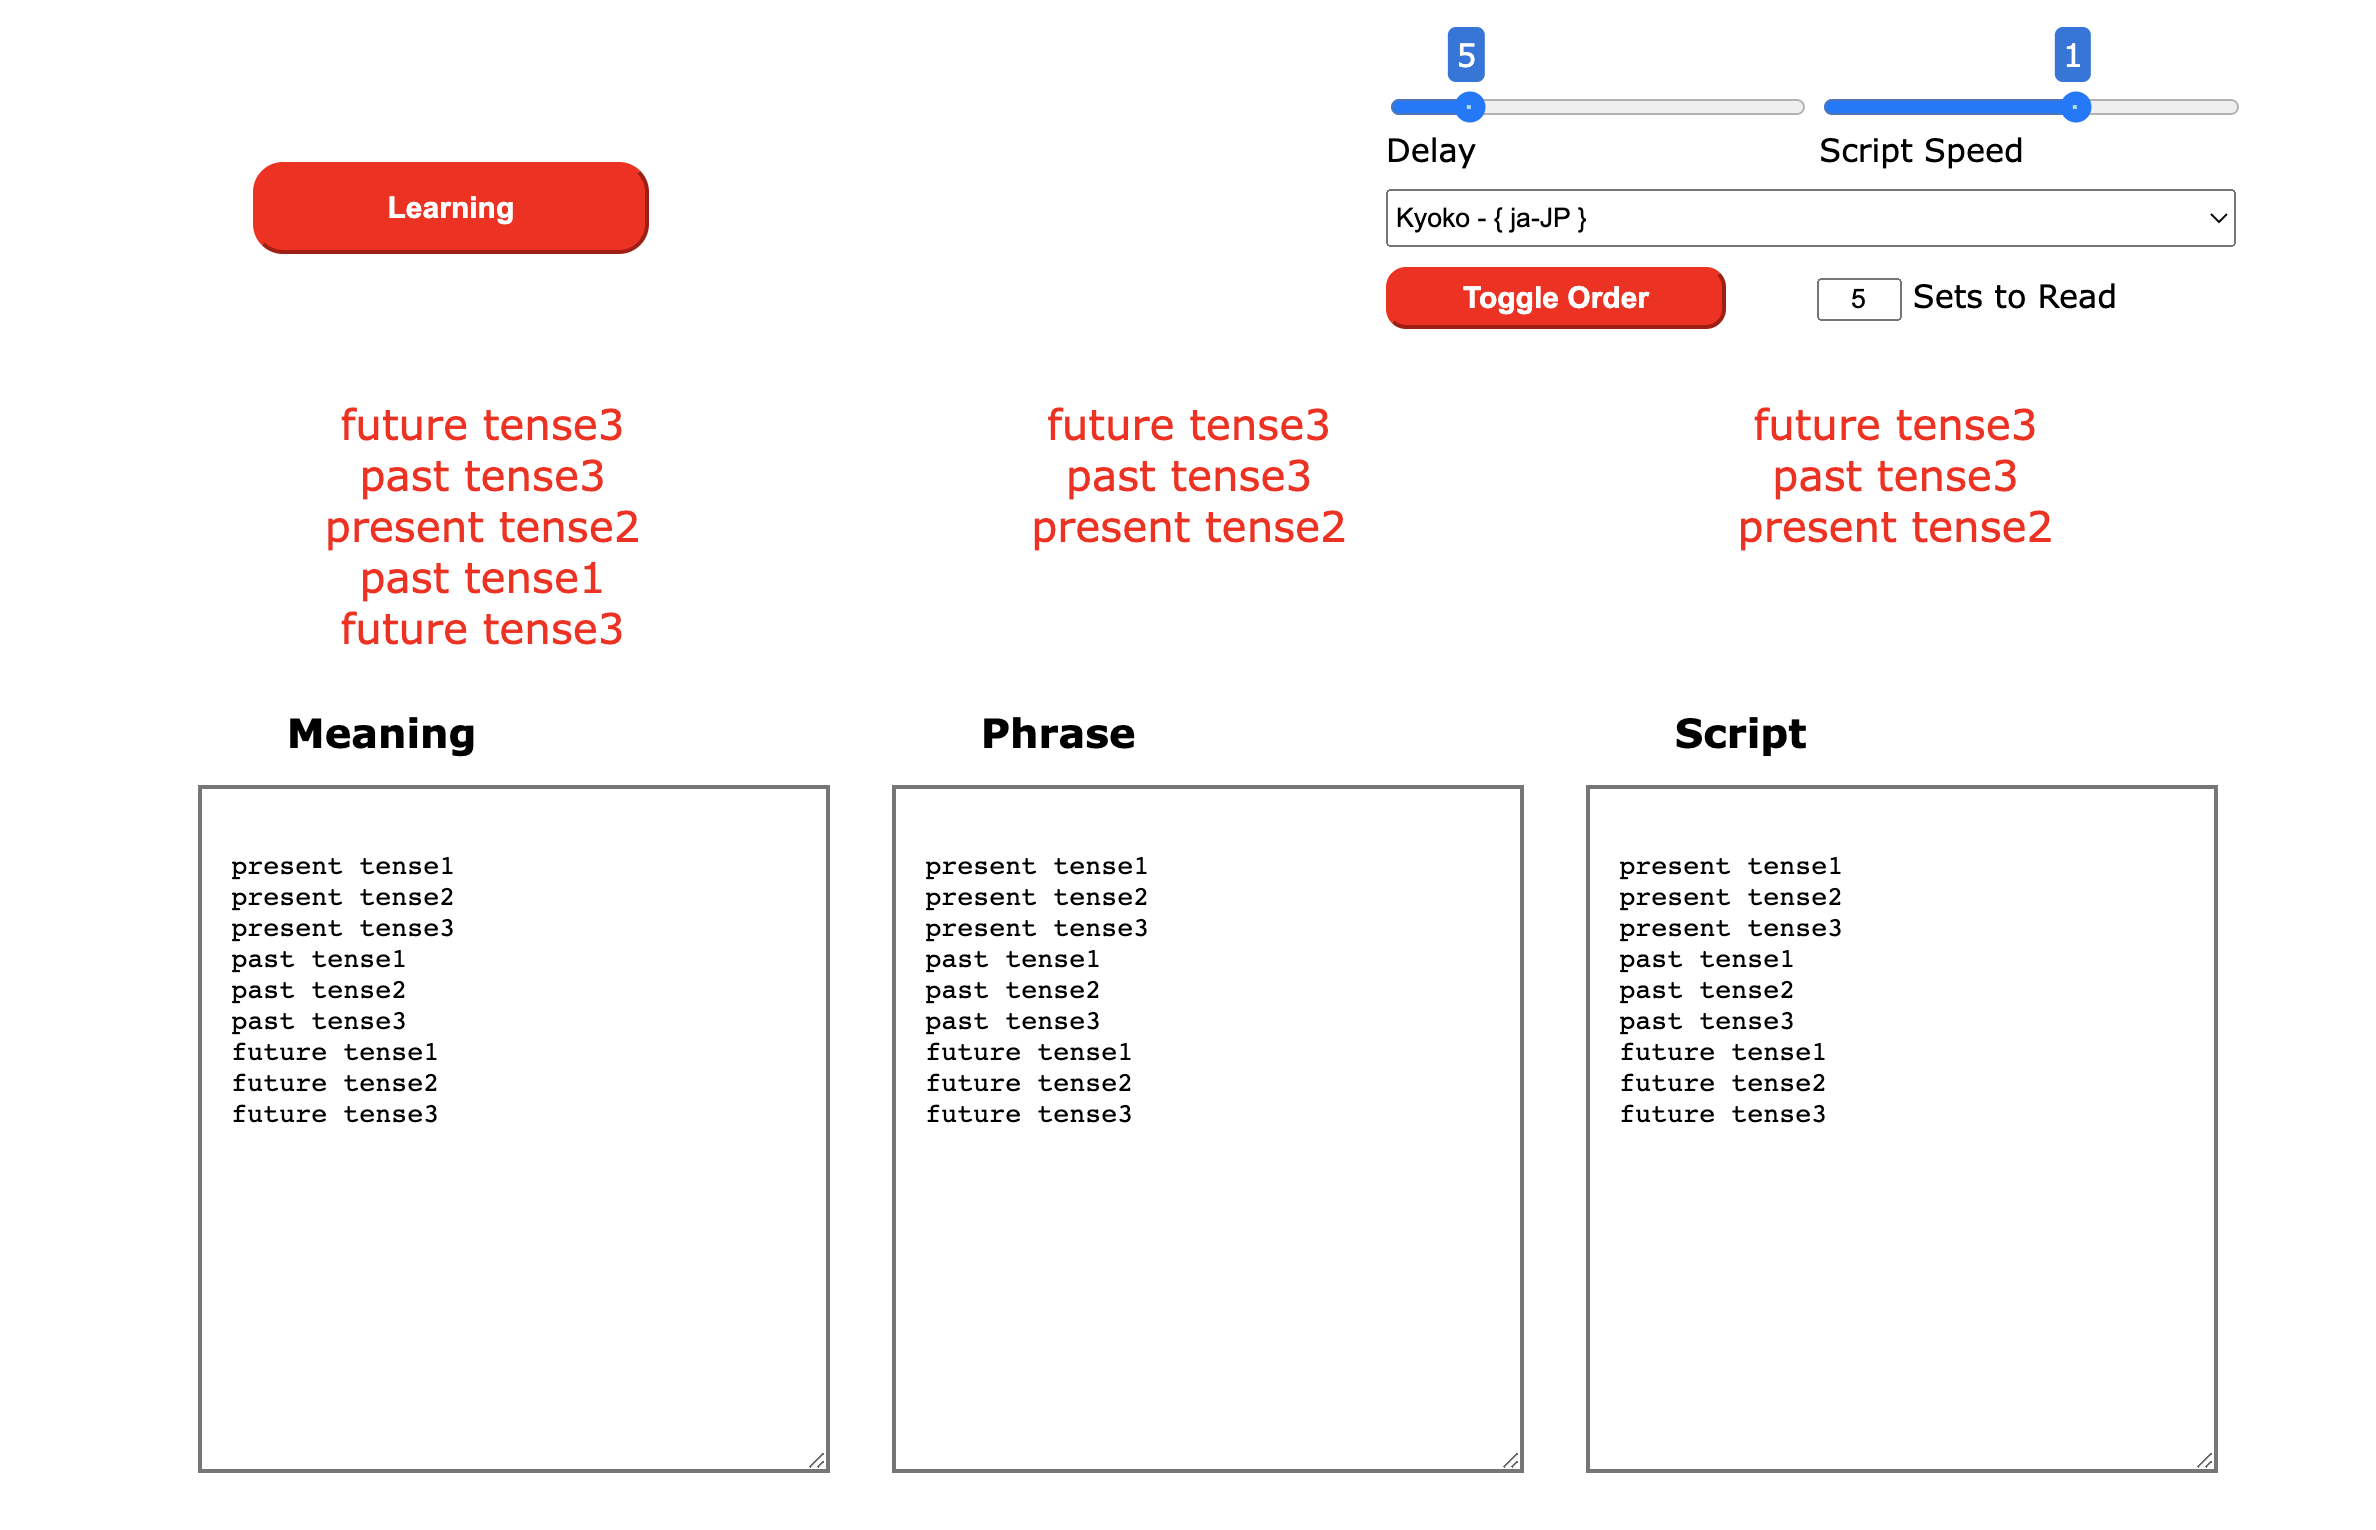 5
1
Delay
Script Speed
Learning
Kyoko - { ja-JP }
Toggle Order
5 Sets to Read
future tense3
past tense3
present tense2
past tense1
future tense3
future tense3
past tense3
present tense2
future tense3
past tense3
present tense2
Meaning
present tense1
present tense2
present tense3
past tense1
past tense2
past tense3
future tense1
future tense2
future tense3
Phrase
present tense1
present tense2
present tense3
past tense1
past tense2
past tense3
future tense1
future tense2
future tense3
Script
present tense1
present tense2
present tense3
past tense1
past tense2
past tense3
future tense1
future tense2
future tense3